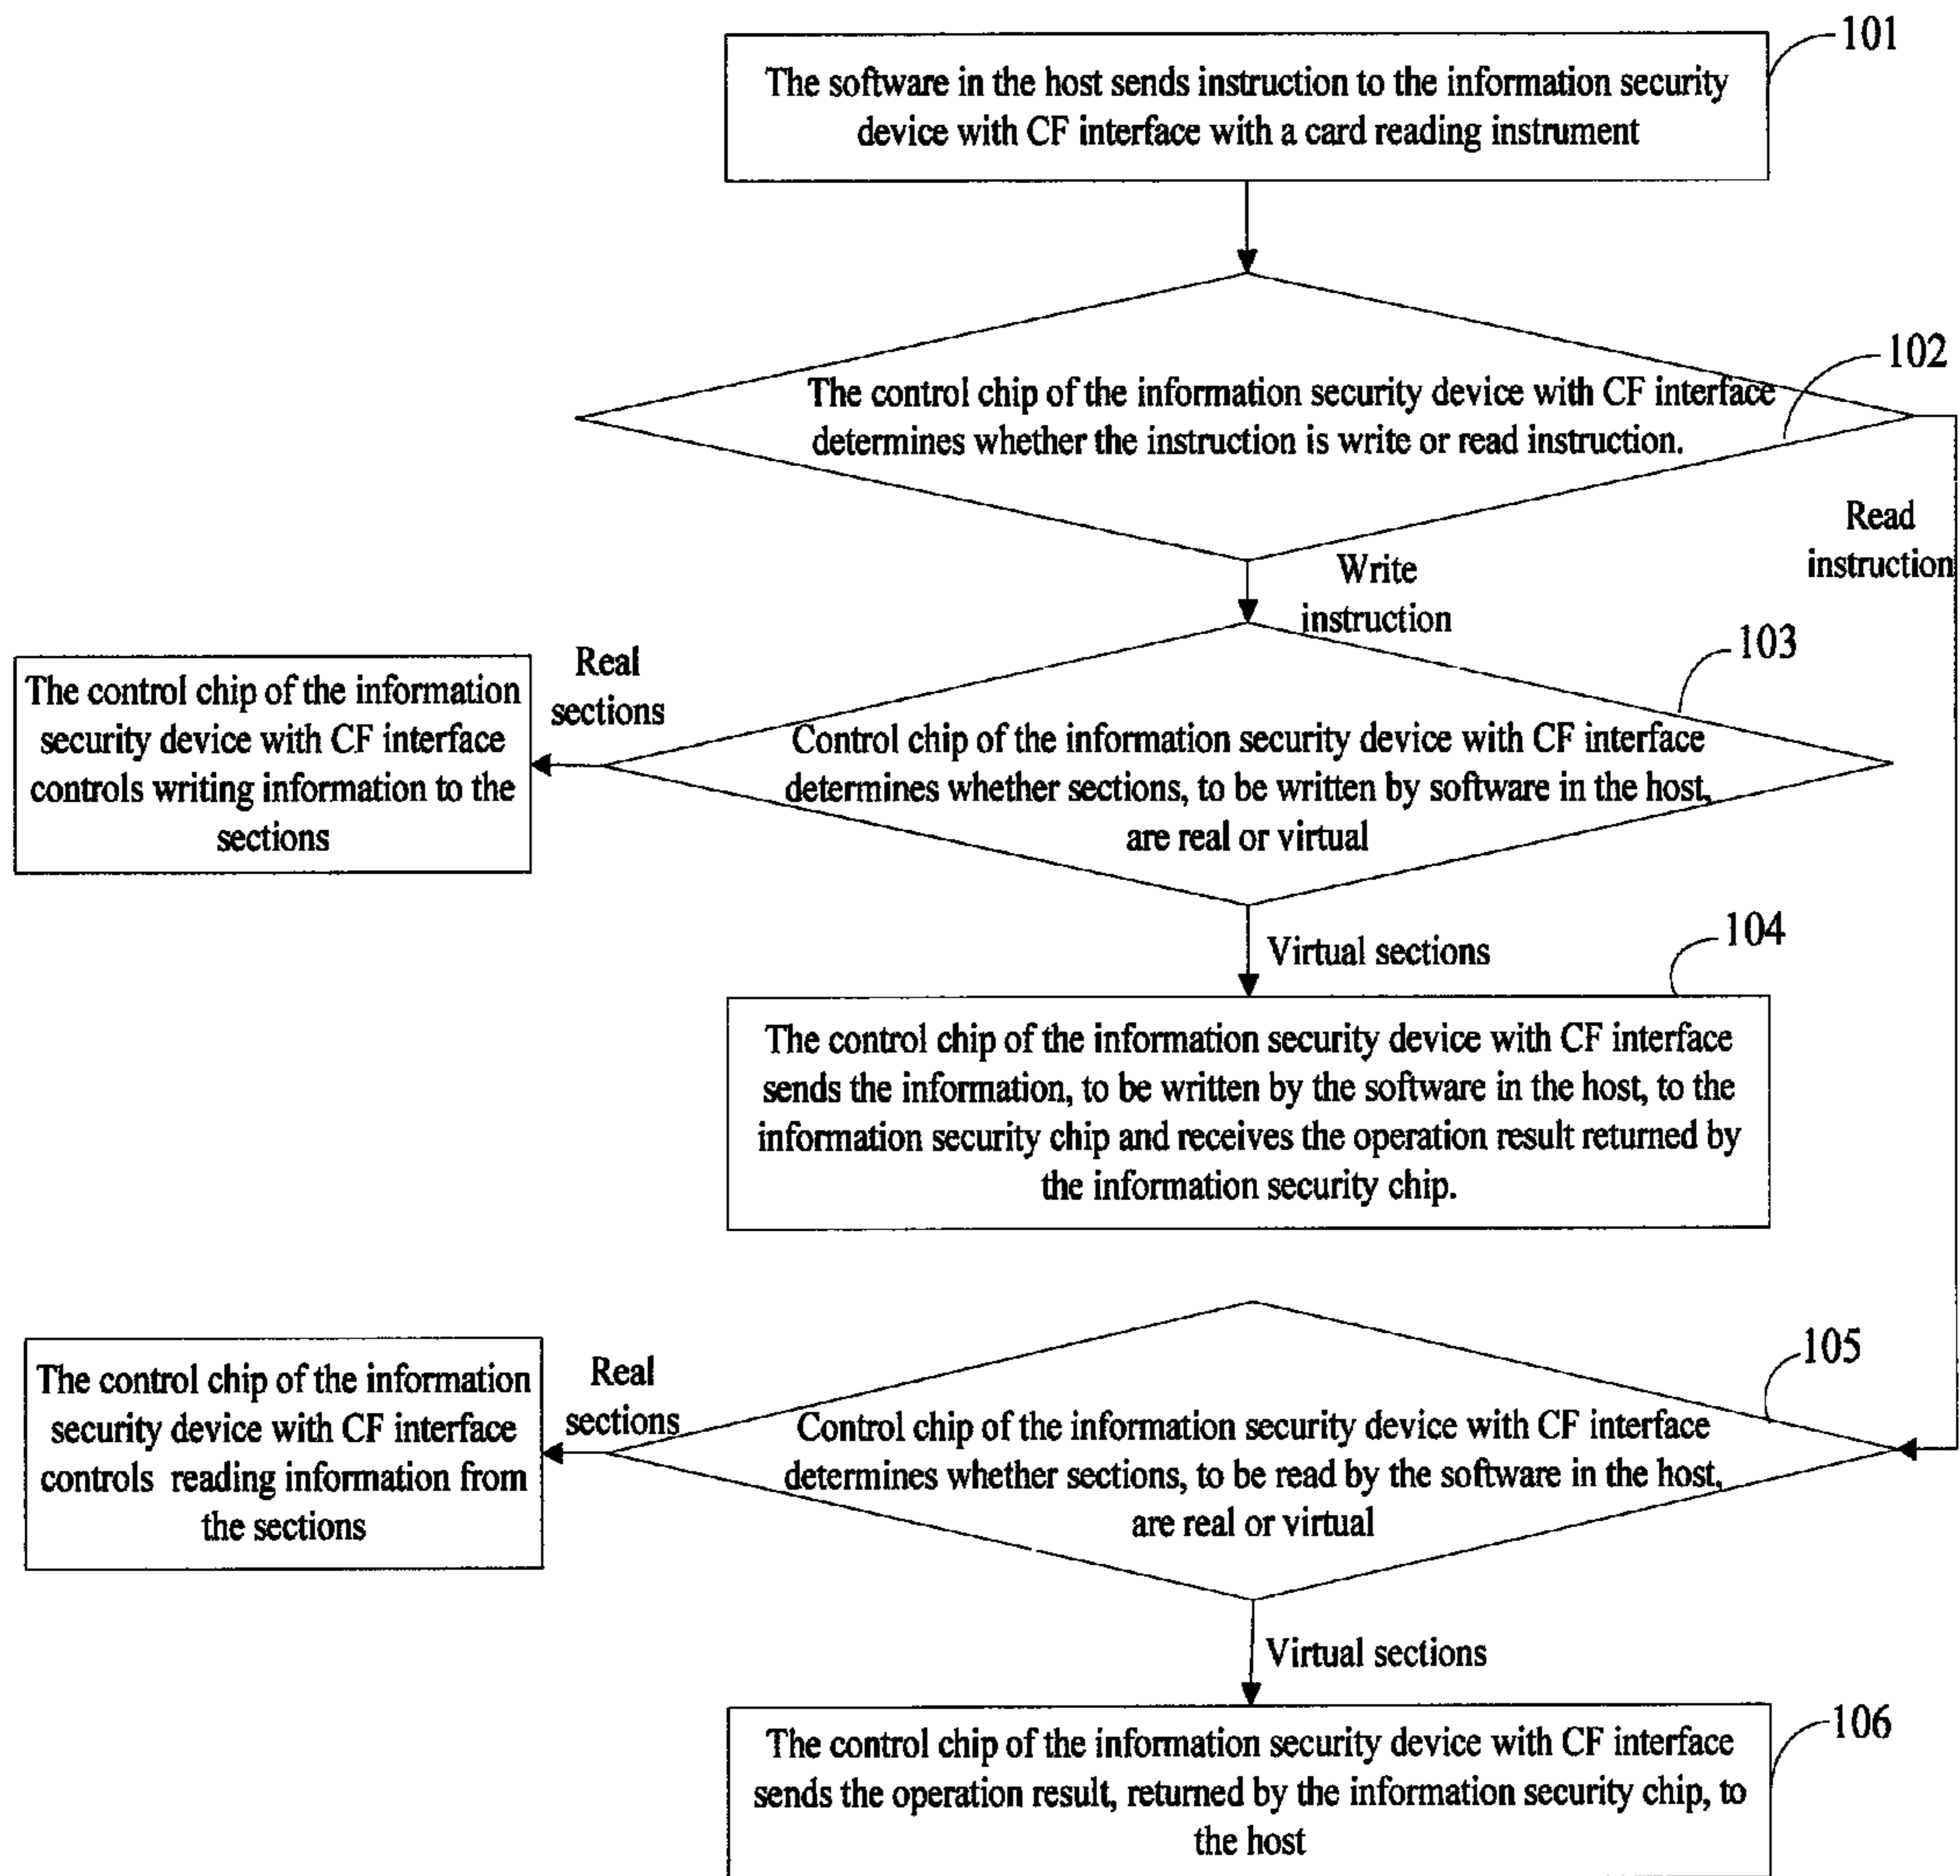 101
The software in the host sends instruction to the information security
device with CF interface with a card reading instrument
102
The control chip of the information security device with CF interface
determines whether the instruction is write or read instruction.
Read
instruction
Write
instruction
103
Real
sections
The control chip of the information
security device with CF interface
controls writing information to the
sections
Control chip of the information security device with CF interface
determines whether sections, to be written by software in the host,
are real or virtual
104
Virtual sections
The control chip of the information security device with CF interface
sends the information, to be written by the software in the host, to the
information security chip and receives the operation result returned by
the information security chip.
105
Real
sections
The control chip of the information
security device with CF interface
controls reading information from
the sections
Control chip of the information security device with CF interface
determines whether sections, to be read by the software in the host,
are real or virtual
Virtual sections
106
The control chip of the information security device with CF interface
sends the operation result, returned by the information security chip, to
the host